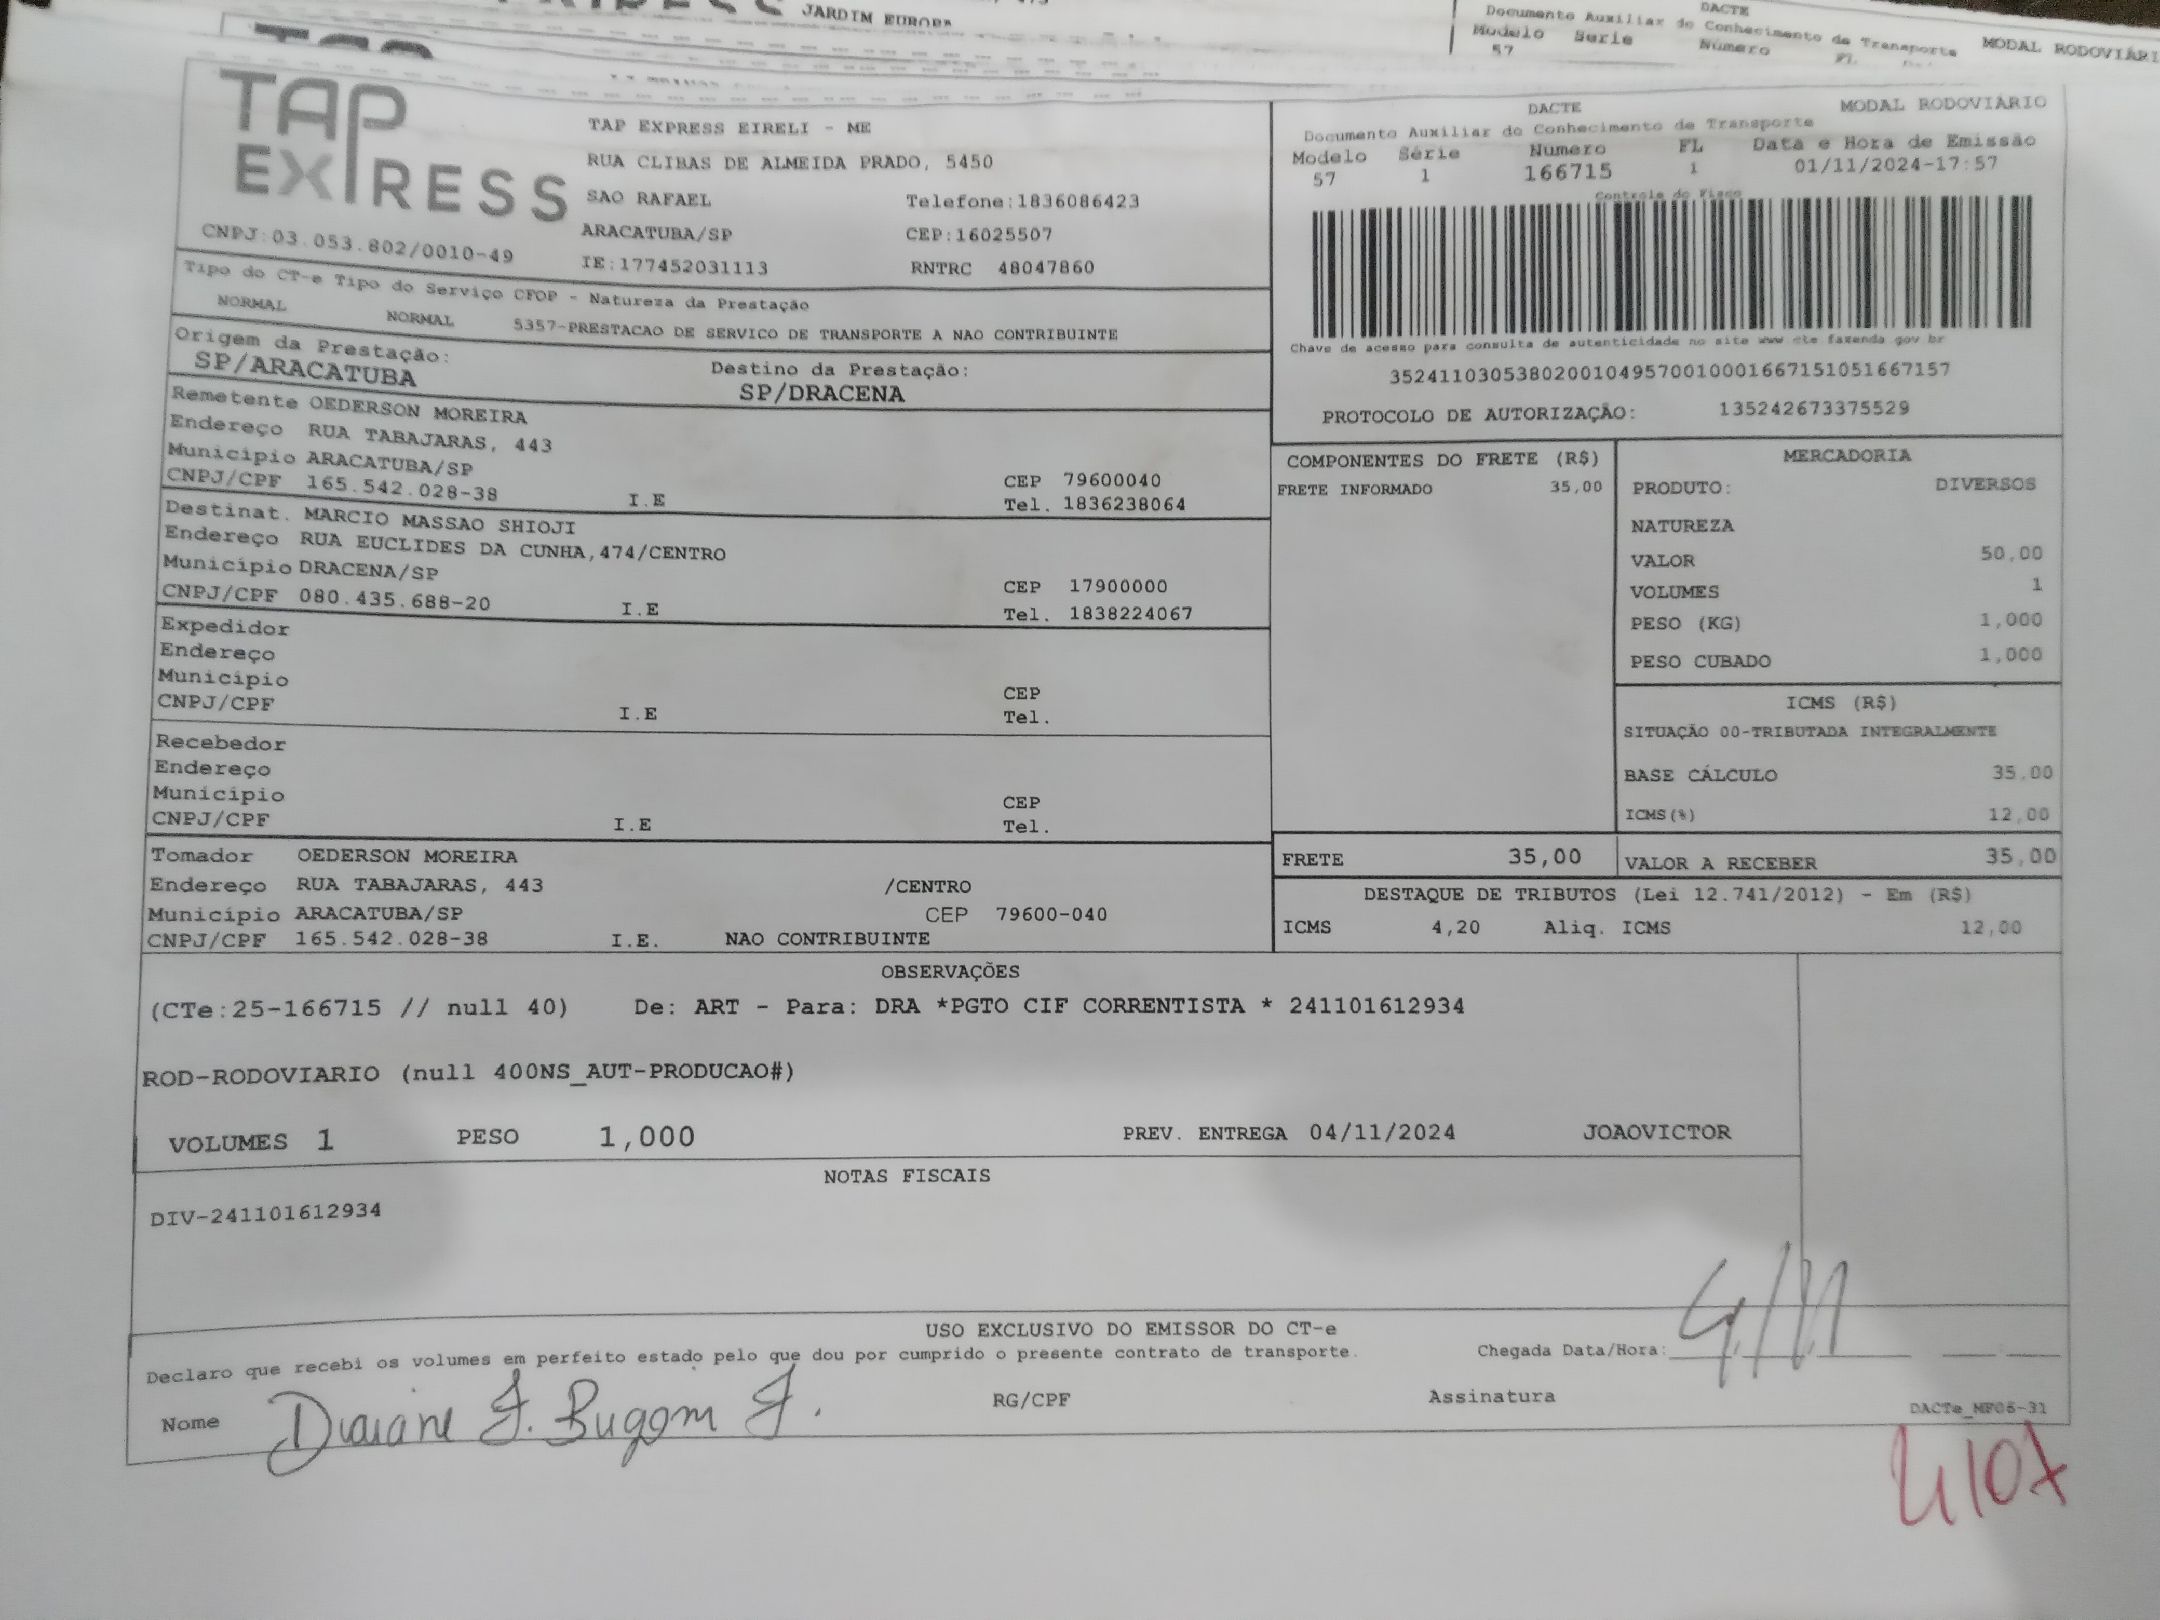 JARDIM EUROPA
DACTE
Documento Auxiliar do Conhecimento de Transporte
MODAL RODOVIÁRI
Modelo Serie Número
57
TAP EXPRESS
CNPJ:03.053.802/0010-49
TAP EXPRESS EIRELI - ME
RUA CLIBAS DE ALMEIDA PRADO, 5450
SAO RAFAEL Telefone:1836086423
ARACATUBA/SP CEP:16025507
IE:177452031113 RNTRC 48047860
DACTE MODAL RODOVIÁRIO
Documento Auxiliar do Conhecimento de Transporte
Modelo Série Número FL Data e Hora de Emissão
57 1 166715 1 01/11/2024-17:57
Controle do Fisco
Chave de acesso para consulta de autenticidade no site www.cte.fazenda.gov.br
35241103053802001049570010001667151051667157
PROTOCOLO DE AUTORIZAÇÃO: 135242673375529
Tipo do CT-e Tipo do Serviço CFOP - Natureza da Prestação
NORMAL NORMAL 5357-PRESTACAO DE SERVICO DE TRANSPORTE A NAO CONTRIBUINTE
Origem da Prestação: Destino da Prestação:
SP/ARACATUBA SP/DRACENA
Remetente OEDERSON MOREIRA
Endereço RUA TABAJARAS, 443
Município ARACATUBA/SP CEP 79600040
CNPJ/CPF 165.542.028-38 I.E Tel. 1836238064
Destinat. MARCIO MASSAO SHIOJI
Endereço RUA EUCLIDES DA CUNHA,474/CENTRO
Município DRACENA/SP CEP 17900000
CNPJ/CPF 080.435.688-20 I.E Tel. 1838224067
Expedidor
Endereço
Município CEP
CNPJ/CPF I.E Tel.
Recebedor
Endereço
Município CEP
CNPJ/CPF I.E Tel.
Tomador OEDERSON MOREIRA
Endereço RUA TABAJARAS, 443 /CENTRO
Município ARACATUBA/SP CEP 79600-040
CNPJ/CPF 165.542.028-38 I.E. NAO CONTRIBUINTE
COMPONENTES DO FRETE (R$)
FRETE INFORMADO 35,00
MERCADORIA
PRODUTO: DIVERSOS
NATUREZA
VALOR 50,00
VOLUMES 1
PESO (KG) 1,000
PESO CUBADO 1,000
ICMS (R$)
SITUAÇÃO 00-TRIBUTADA INTEGRALMENTE
BASE CÁLCULO 35,00
ICMS(%) 12,00
FRETE 35,00 VALOR A RECEBER 35,00
DESTAQUE DE TRIBUTOS (Lei 12.741/2012) - Em (R$)
ICMS 4,20 Aliq. ICMS 12,00
OBSERVAÇÕES
(CTe:25-166715 // null 40) De: ART - Para: DRA *PGTO CIF CORRENTISTA * 241101612934
ROD-RODOVIARIO (null 400NS_AUT-PRODUCAO#)
VOLUMES 1 PESO 1,000 PREV. ENTREGA 04/11/2024 JOAOVICTOR
NOTAS FISCAIS
DIV-241101612934
USO EXCLUSIVO DO EMISSOR DO CT-e
Declaro que recebi os volumes em perfeito estado pelo que dou por cumprido o presente contrato de transporte. Chegada Data/Hora: 4/11
Nome Daiane F. Bugom F. RG/CPF Assinatura
DACTe_MF06-31
4107